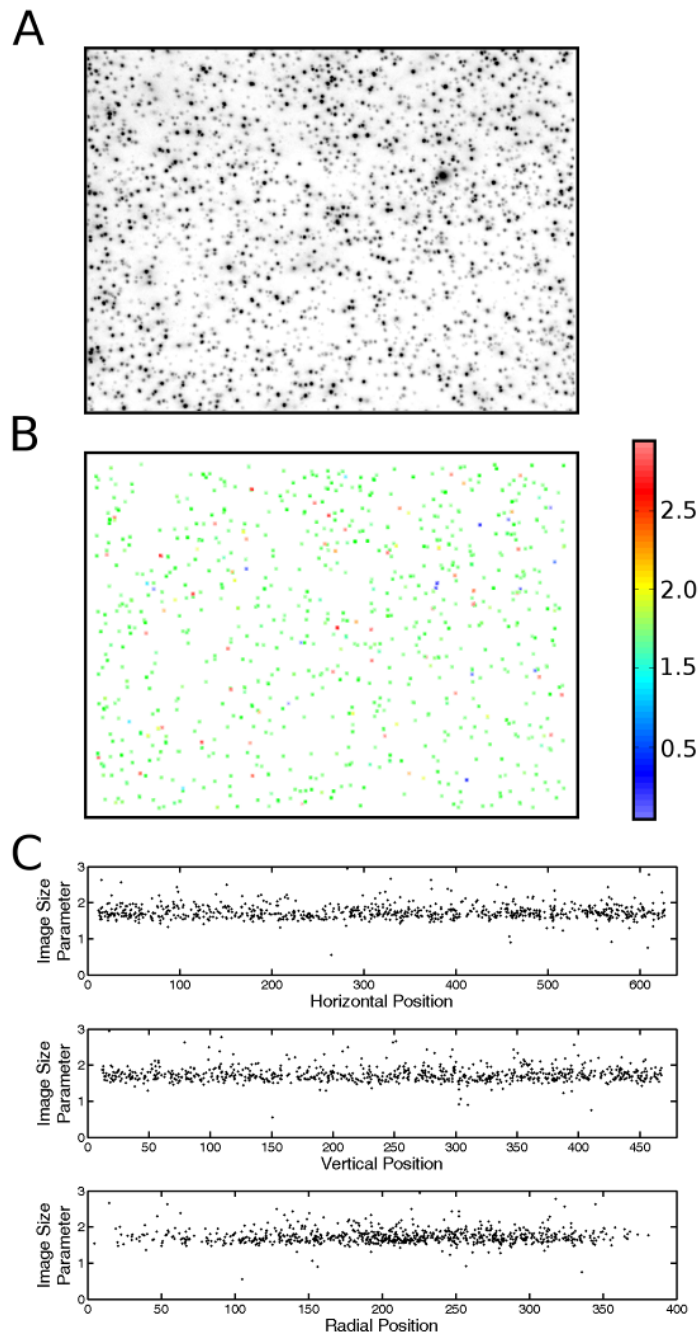 A
B
2.5
2.0
1.5
0.5
C
3
2
1
0
Image Size
Parameter
0 100 200 300 400 500 600
Horizontal Position
3
2
1
0
Image Size
Parameter
0 50 100 150 200 250 300 350 400 450
Vertical Position
3
2
1
0
Image Size
Parameter
0 50 100 150 200 250 300 350 400
Radial Position